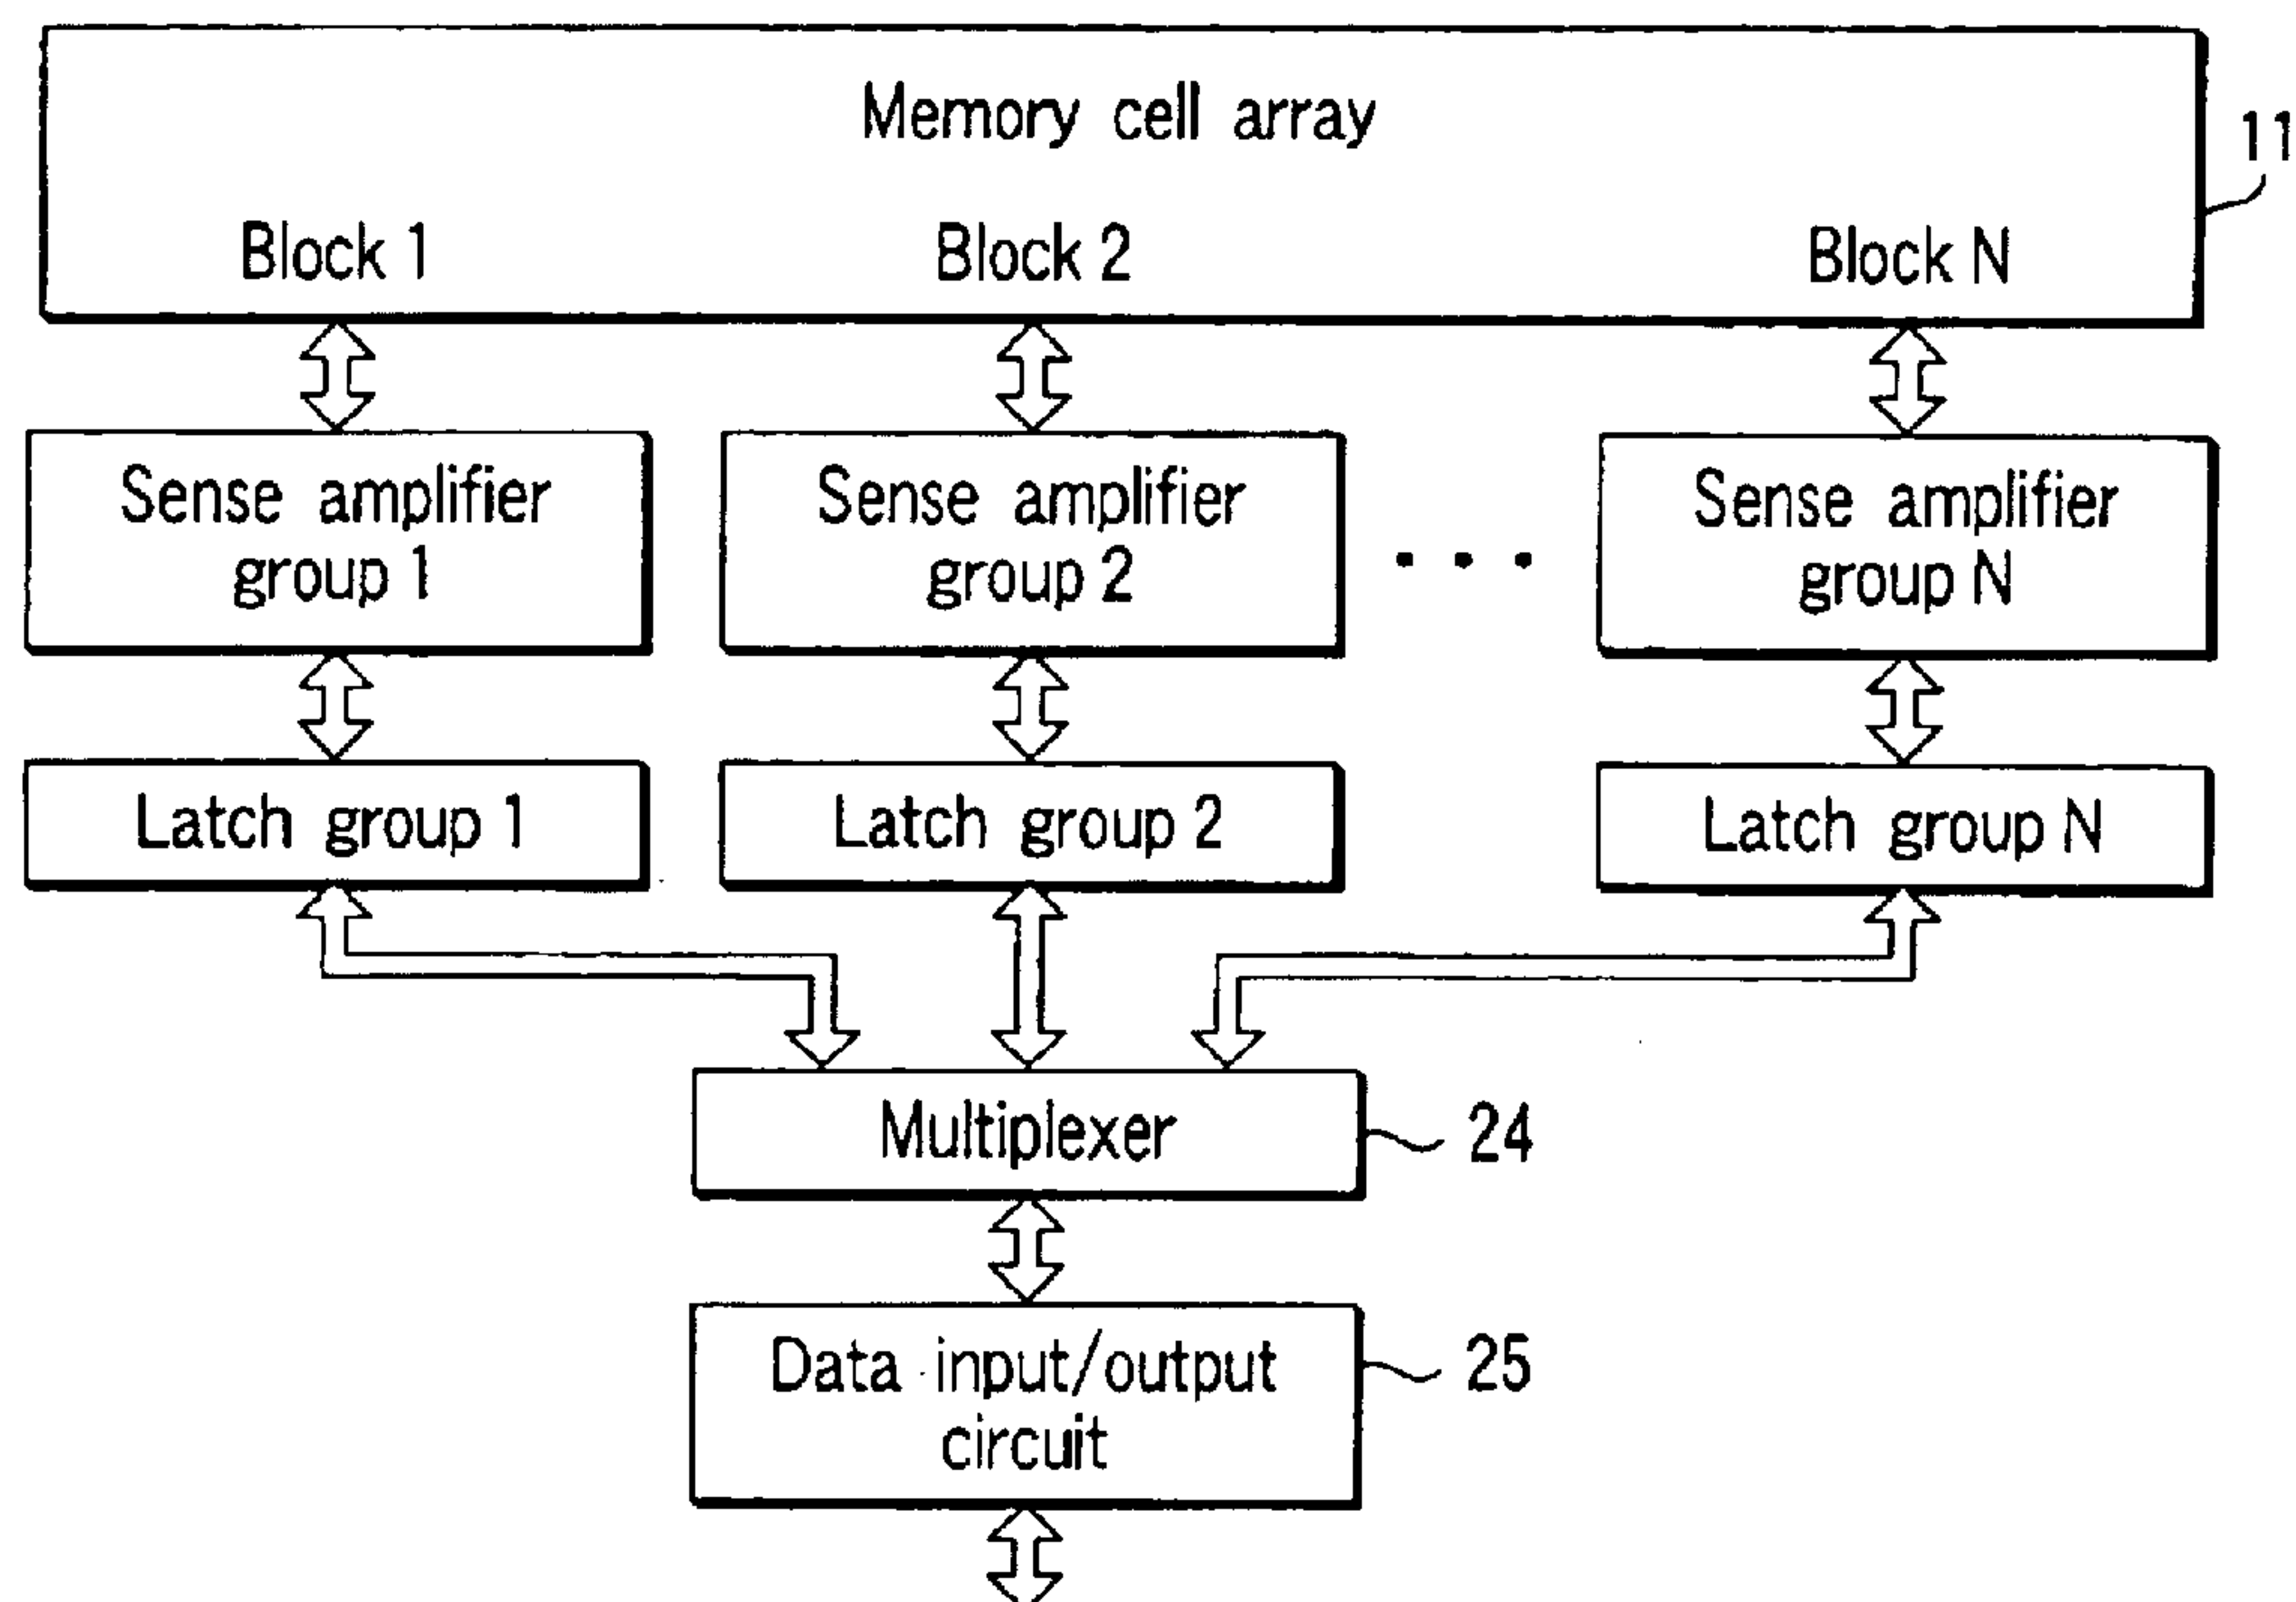 Memory cell array
11
Block 1
Block 2
Block N
Sense amplifier
group 1
Sense amplifier
group 2
. . .
Sense amplifier
group N
Latch group 1
Latch group 2
Latch group N
Multiplexer
24
Data input/output
circuit
25